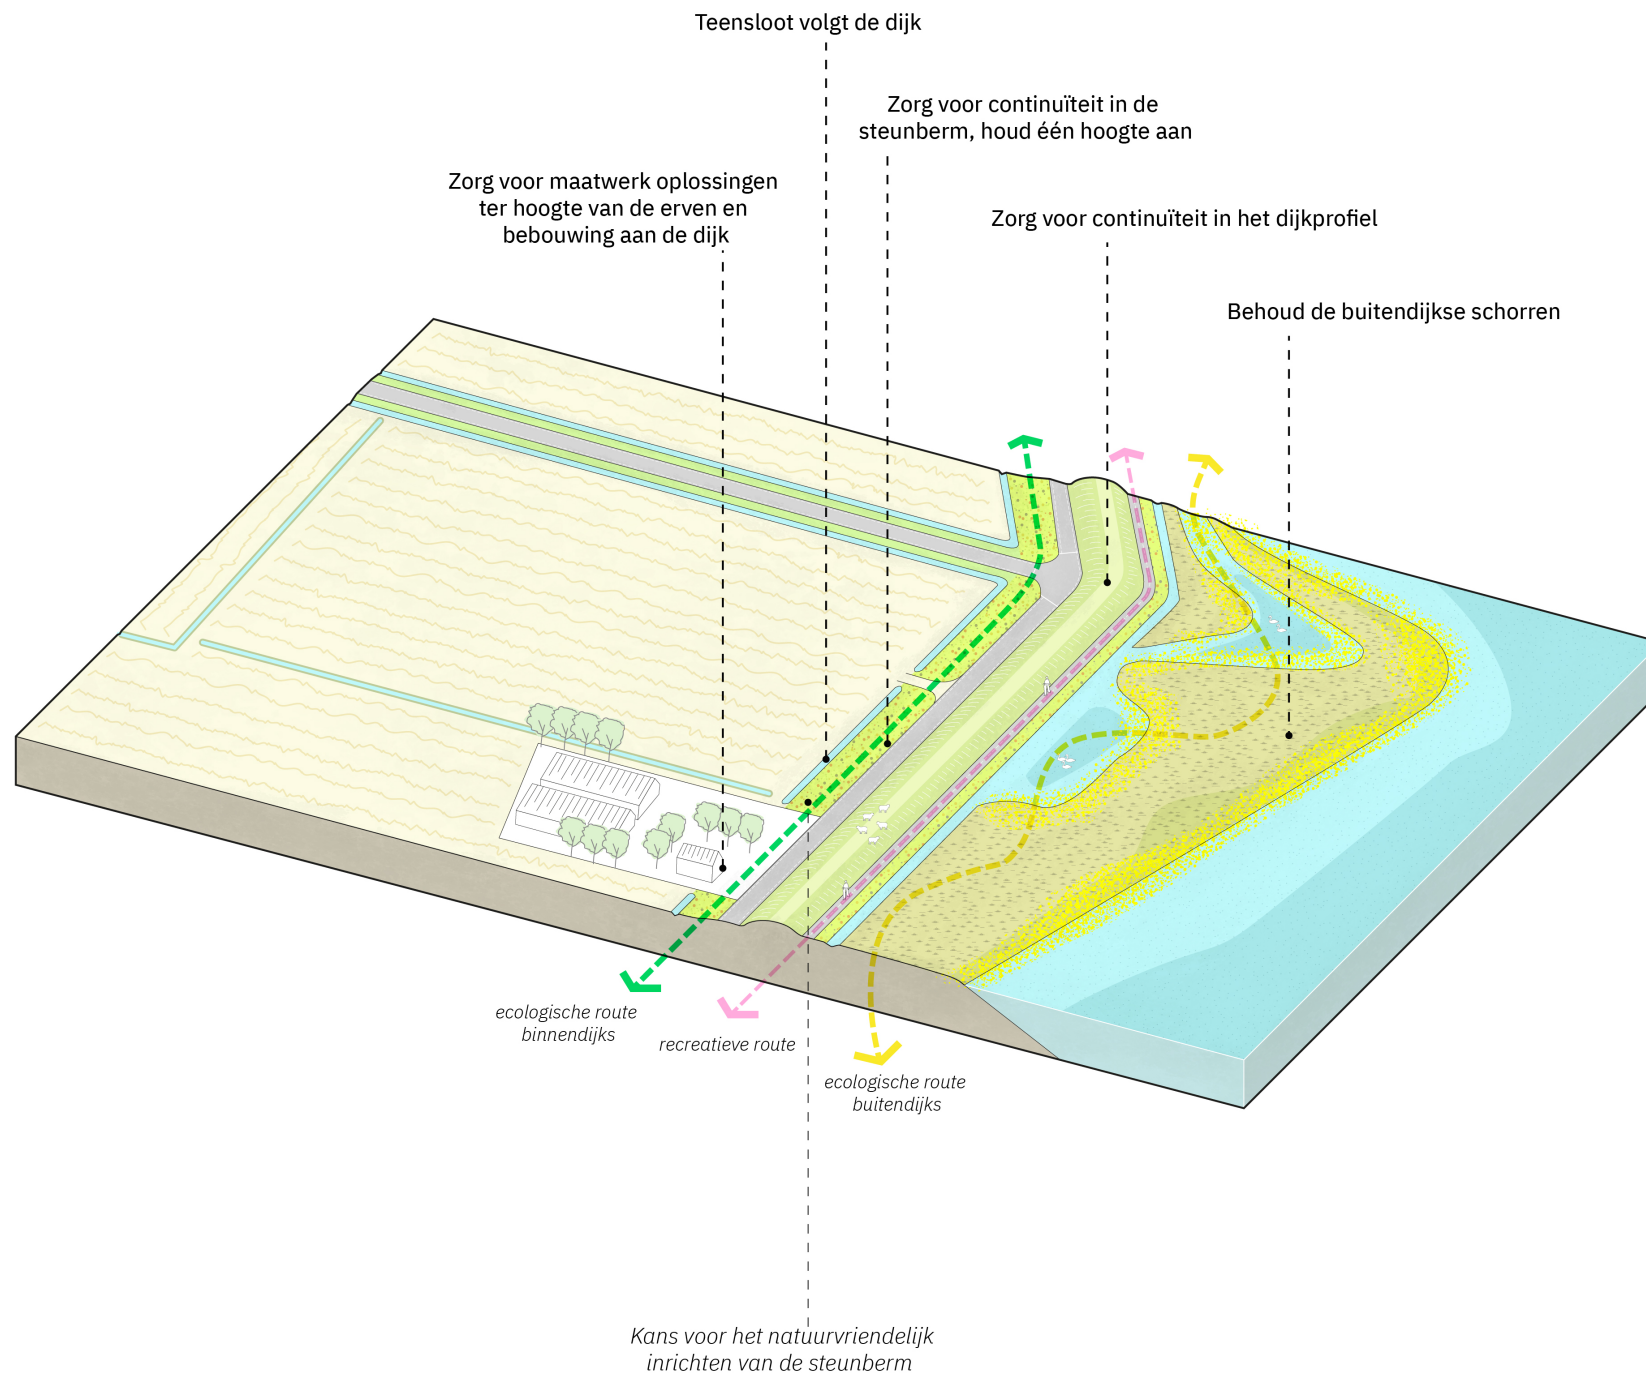 Teensloot volgt de dijk
Zorg voor continuïteit in de
steunberm, houd één hoogte aan
Zorg voor maatwerk oplossingen
ter hoogte van de erven en
bebouwing aan de dijk
Zorg voor continuïteit in het dijkprofiel
Behoud de buitendijkse schorren
ecologische route
binnendijks
recreatieve route
ecologische route
buitendijks
Kans voor het natuurvriendelijk
inrichten van de steunberm